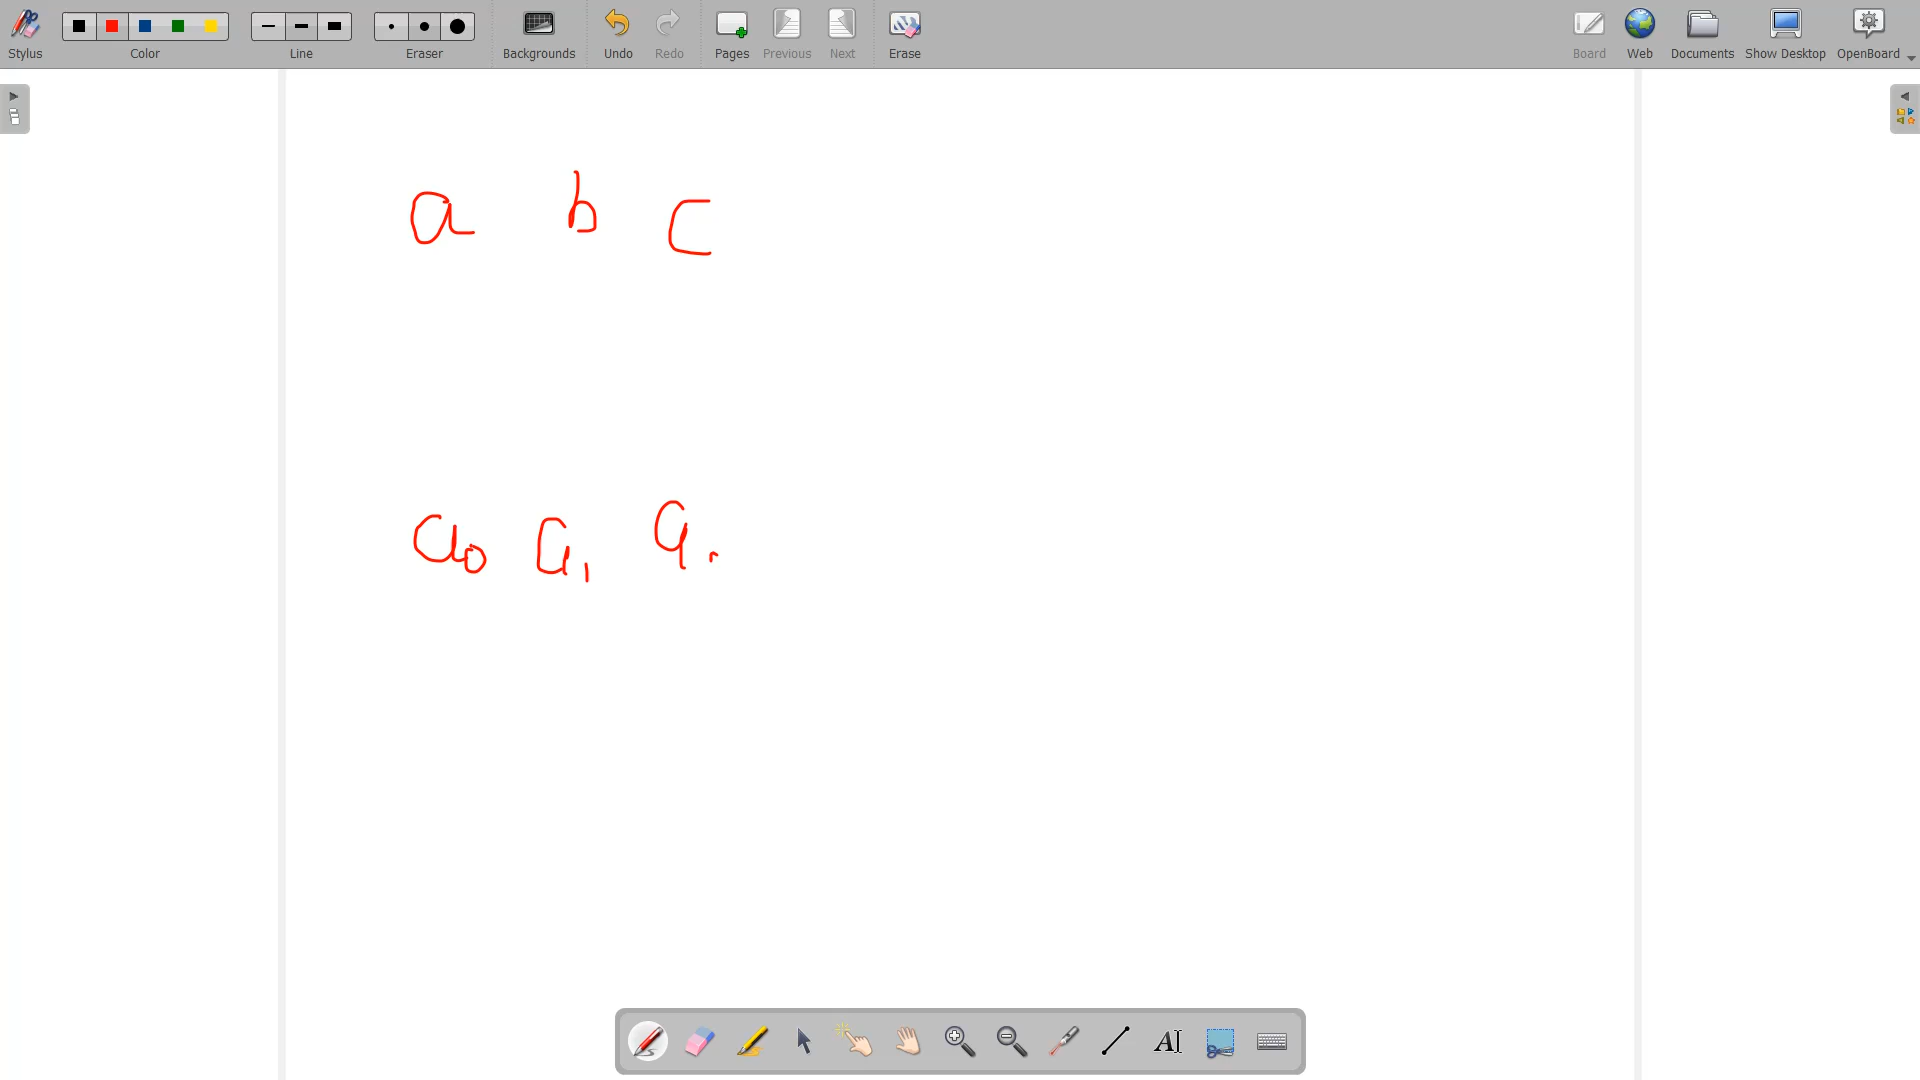 Stylus Color Line Eraser Backgrounds Undo Redo Pages Previous Next Erase Board Web Documents Show Desktop OpenBoard
a b c
a₀ a₁ a
AI